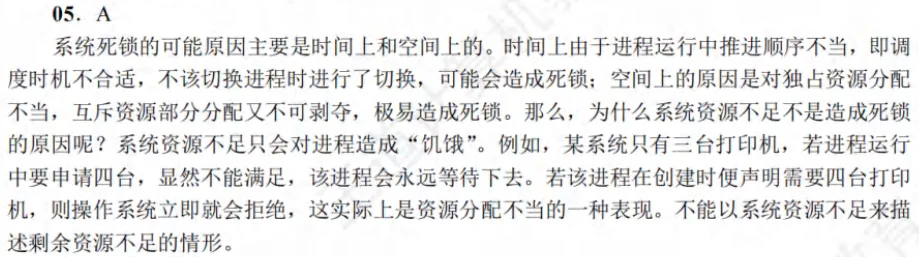 05. A
系统死锁的可能原因主要是时间上和空间上的。时间上由于进程运行中推进顺序不当，即调
度时机不合适，不该切换进程时进行了切换，可能会造成死锁；空间上的原因是对独占资源分配
不当，互斥资源部分分配又不可剥夺，极易造成死锁。那么，为什么系统资源不足不是造成死锁
的原因呢？系统资源不足只会对进程造成“饥饿”。例如，某系统只有三台打印机，若进程运行
中要申请四台，显然不能满足，该进程会永远等待下去。若该进程在创建时便声明需要四台打印
机，则操作系统立即就会拒绝，这实际上是资源分配不当的一种表现。不能以系统资源不足来描
述剩余资源不足的情形。